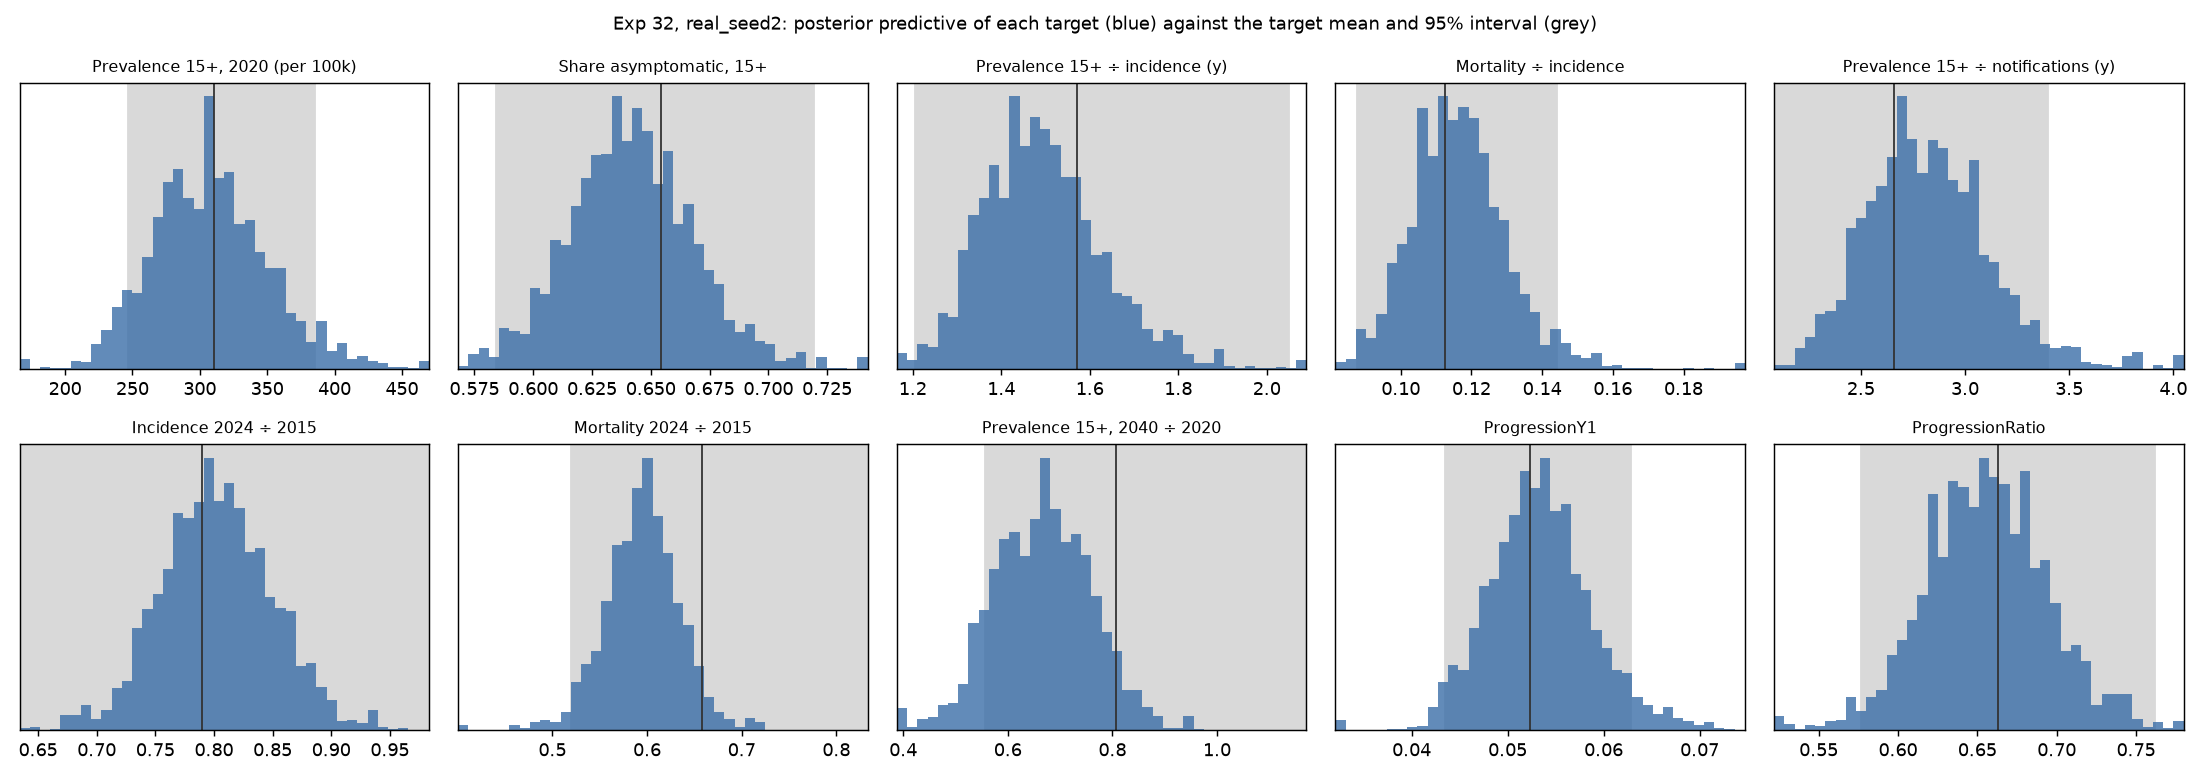 Exp 32, real_seed2: posterior predictive of each target (blue) against the target mean and 95% interval (grey)
Prevalence 15+, 2020 (per 100k)
Share asymptomatic, 15+
Prevalence 15+ ÷ incidence (y)
Mortality ÷ incidence
Prevalence 15+ ÷ notifications (y)
200 250 300 350 400 450
0.575 0.600 0.625 0.650 0.675 0.700 0.725
1.2 1.4 1.6 1.8 2.0
0.10 0.12 0.14 0.16 0.18
2.5 3.0 3.5 4.0
Incidence 2024 ÷ 2015
Mortality 2024 ÷ 2015
Prevalence 15+, 2040 ÷ 2020
ProgressionY1
ProgressionRatio
0.65 0.70 0.75 0.80 0.85 0.90 0.95
0.5 0.6 0.7 0.8
0.4 0.6 0.8 1.0
0.04 0.05 0.06 0.07
0.55 0.60 0.65 0.70 0.75